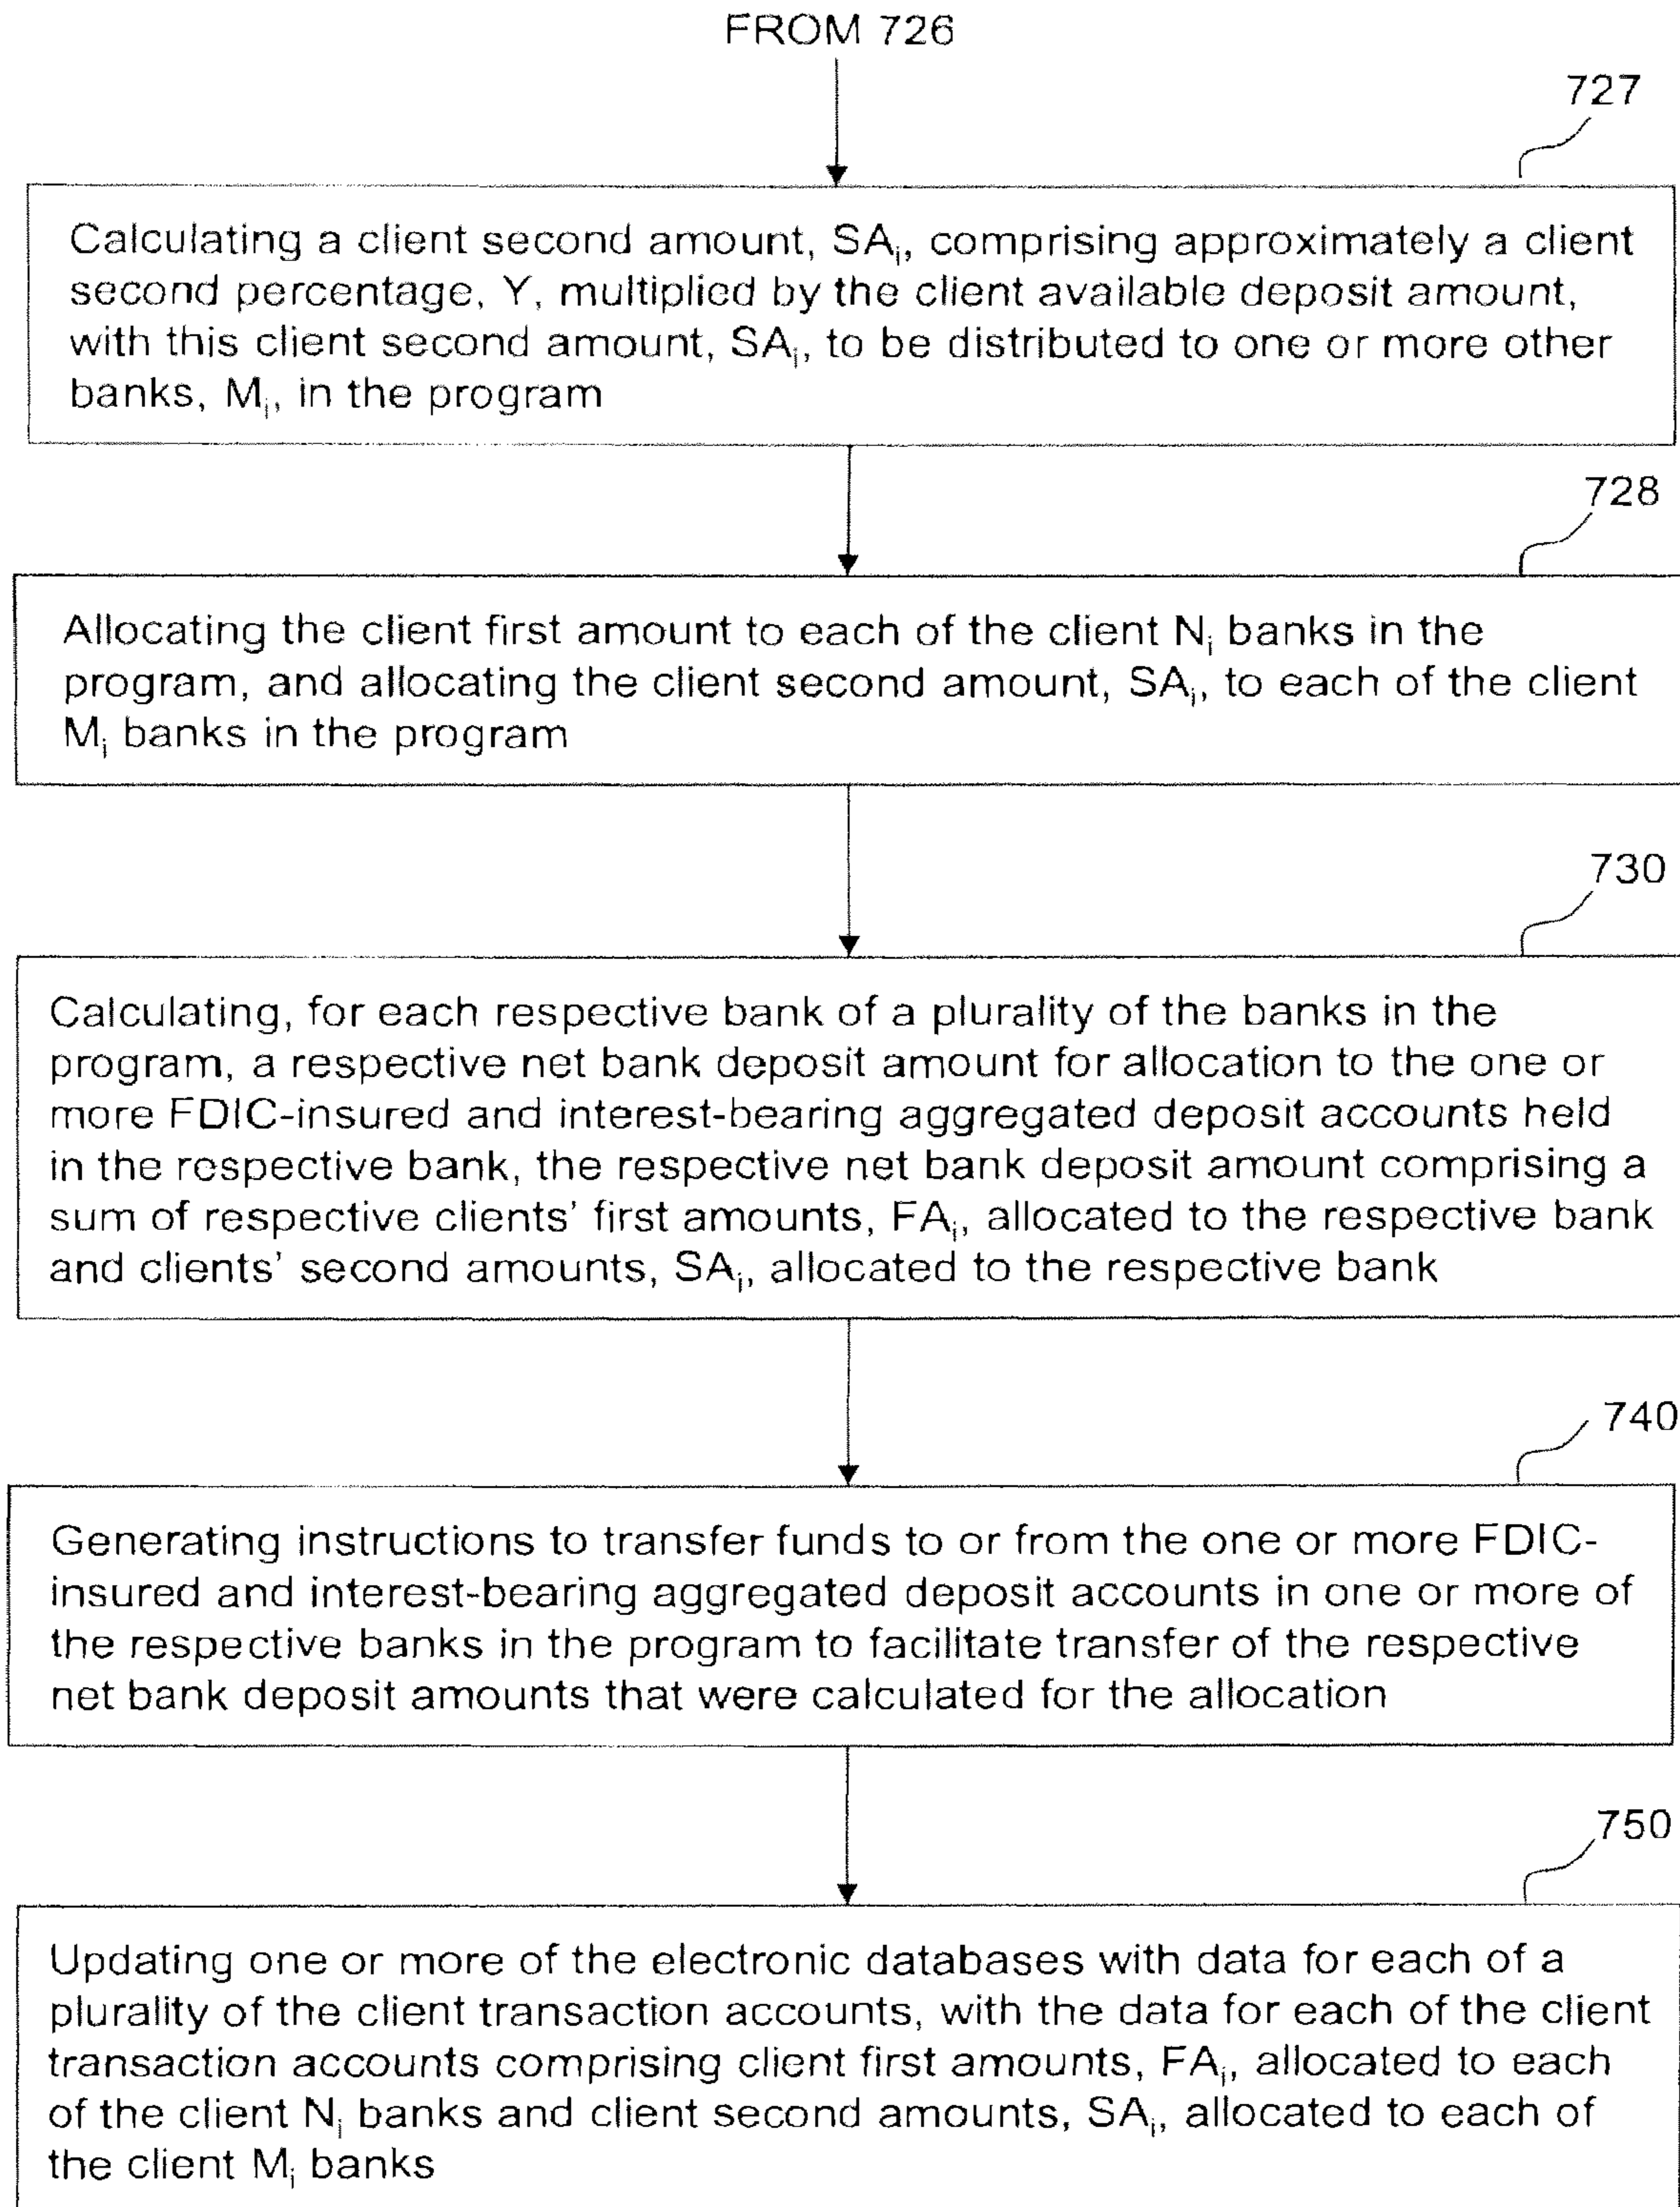 FROM 726
727
Calculating a client second amount, SAᵢ, comprising approximately a client
second percentage, Y, multiplied by the client available deposit amount,
with this client second amount, SAᵢ, to be distributed to one or more other
banks, Mᵢ, in the program
728
Allocating the client first amount to each of the client Nᵢ banks in the
program, and allocating the client second amount, SAᵢ, to each of the client
Mᵢ banks in the program
730
Calculating, for each respective bank of a plurality of the banks in the
program, a respective net bank deposit amount for allocation to the one or
more FDIC-insured and interest-bearing aggregated deposit accounts held
in the respective bank, the respective net bank deposit amount comprising a
sum of respective clients' first amounts, FAᵢ, allocated to the respective bank
and clients' second amounts, SAᵢ, allocated to the respective bank
740
Generating instructions to transfer funds to or from the one or more FDIC-
insured and interest-bearing aggregated deposit accounts in one or more of
the respective banks in the program to facilitate transfer of the respective
net bank deposit amounts that were calculated for the allocation
750
Updating one or more of the electronic databases with data for each of a
plurality of the client transaction accounts, with the data for each of the client
transaction accounts comprising client first amounts, FAᵢ, allocated to each
of the client Nᵢ banks and client second amounts, SAᵢ, allocated to each of
the client Mᵢ banks